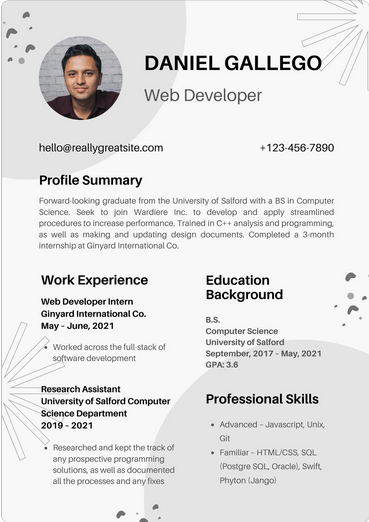 DANIEL GALLEGO
Web Developer
hello@reallygreatsite.com
+123-456-7890
Profile Summary
Forward-looking graduate from the University of Salford with a BS in Computer
Science. Seek to join Wardiere Inc. to develop and apply streamlined
procedures to increase performance. Trained in C++ analysis and programming,
as well as making and updating design documents. Completed a 3-month
internship at Ginyard International Co.
Work Experience
Web Developer Intern
Ginyard International Co.
May – June, 2021
• Worked across the full-stack of
software development
Research Assistant
University of Salford Computer
Science Department
2019 – 2021
• Researched and kept the track of
any prospective programming
solutions, as well as documented
all the processes and any fixes
Education
Background
B.S.
Computer Science
University of Salford
September, 2017 – May, 2021
GPA: 3.6
Professional Skills
• Advanced – Javascript, Unix,
Git
• Familiar – HTML/CSS, SQL
(Postgre SQL, Oracle), Swift,
Phyton (Jango)